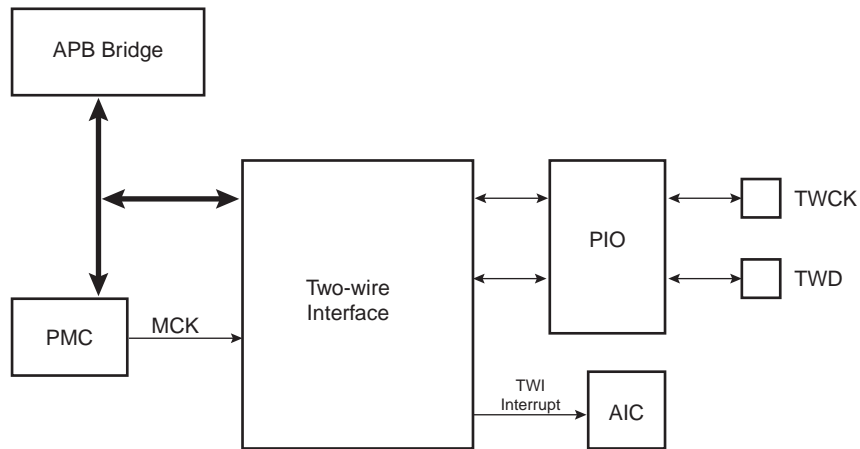 APB Bridge
TWCK
PIO
Two-wire
Interface
TWD
MCK
PMC
TWI
Interrupt
AIC